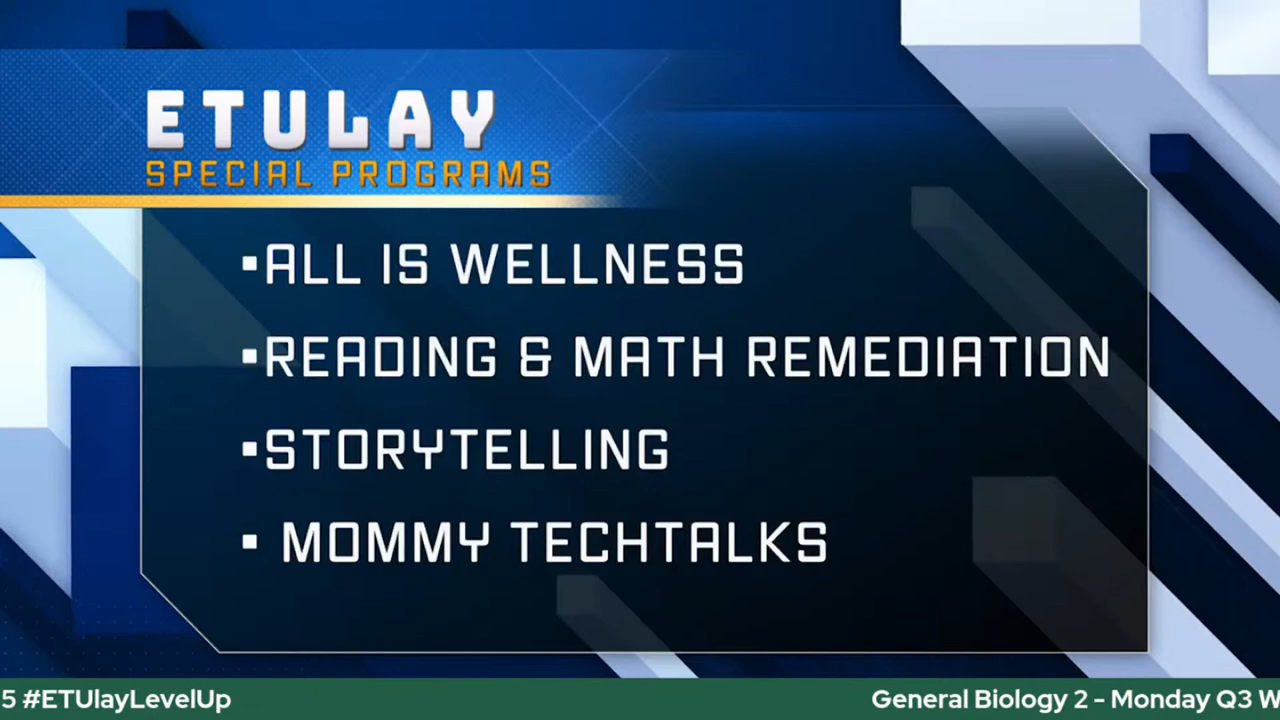 ETULAY
SPECIAL PROGRAMS
▪ALL IS WELLNESS
▪READING & MATH REMEDIATION
▪STORYTELLING
▪ MOMMY TECHTALKS
5 #ETUlayLevelUp
General Biology 2 - Monday Q3 W